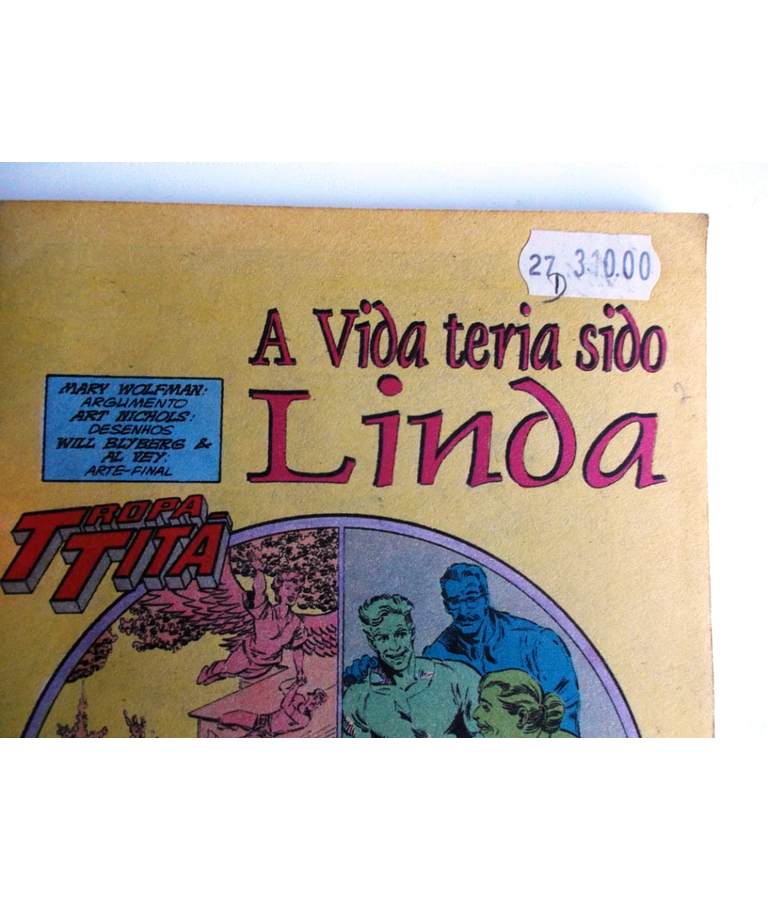 27 310.00
D
A Vida teria sido
Linda
MARV WOLFMAN:
ARGUMENTO
ART NICHOLS:
DESENHOS
WILL BLYBERG &
AL VEY:
ARTE-FINAL
TROPA-
TITÃ